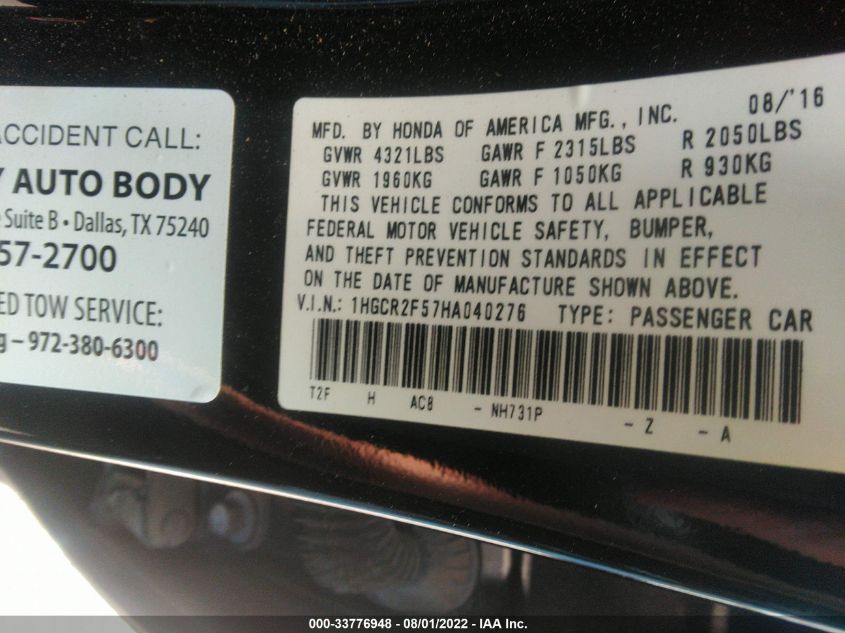 ACCIDENT CALL:
AUTO BODY
Suite B • Dallas, TX 75240
57-2700
TOW SERVICE:
– 972-380-6300
08/'16
MFD. BY HONDA OF AMERICA MFG., INC.
GVWR 4321LBS GAWR F 2315LBS R 2050LBS
GVWR 1960KG GAWR F 1050KG R 930KG
THIS VEHICLE CONFORMS TO ALL APPLICABLE
FEDERAL MOTOR VEHICLE SAFETY, BUMPER,
AND THEFT PREVENTION STANDARDS IN EFFECT
ON THE DATE OF MANUFACTURE SHOWN ABOVE.
V.I.N.: 1HGCR2F57HA040276 TYPE: PASSENGER CAR
T2F H AC8 - NH731P - Z - A
000-33776948 - 08/01/2022 - IAA Inc.